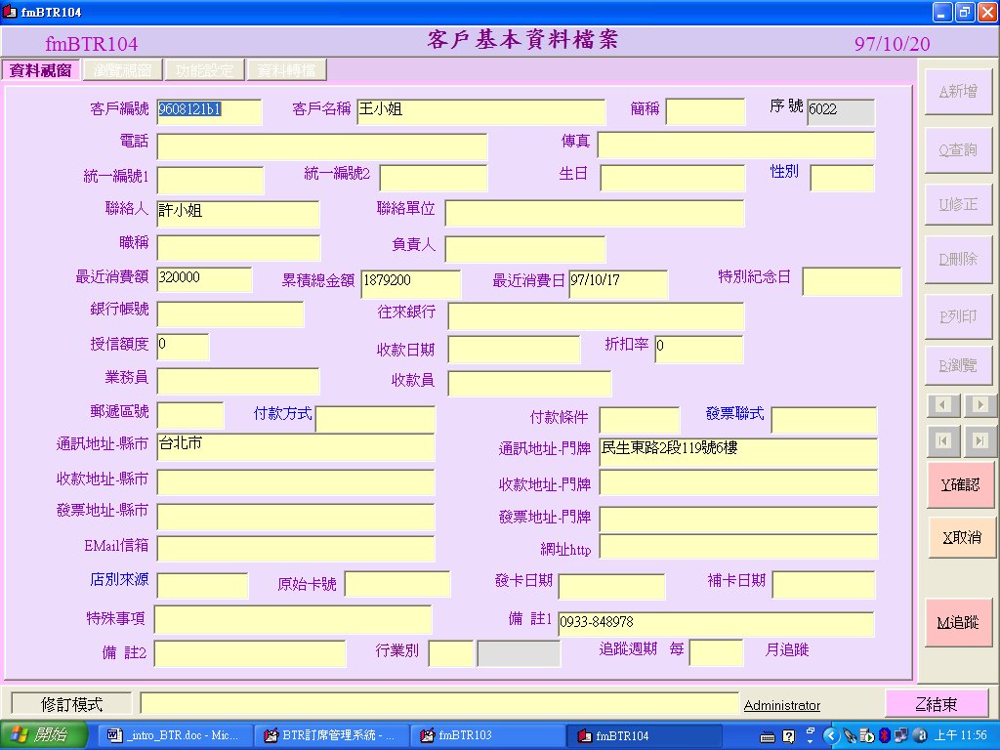 fmBTR104
fmBTR104 客戶基本資料檔案 97/10/20
資料視窗 瀏覽視窗 功能設定 資料轉檔
客戶編號 9608121b1 客戶名稱 王小姐 簡稱 序 號 6022
電話 傳真
統一編號1 統一編號2 生日 性別
聯絡人 許小姐 聯絡單位
職稱 負責人
最近消費額 320000 累積總金額 1879200 最近消費日 97/10/17 特別紀念日
銀行帳號 往來銀行
授信額度 0 收款日期 折扣率 0
業務員 收款員
郵遞區號 付款方式 付款條件 發票聯式
通訊地址-縣市 台北市 通訊地址-門牌 民生東路2段119號6樓
收款地址-縣市 收款地址-門牌
發票地址-縣市 發票地址-門牌
EMail信箱 網址http
店別來源 原始卡號 發卡日期 補卡日期
特殊事項 備 註1 0933-848978
備 註2 行業別 追蹤週期 每 月追蹤
A新增
Q查詢
U修正
D刪除
P列印
B瀏覽
Y確認
X取消
M追蹤
修訂模式 Administrator Z結束
開始 _intro_BTR.doc - Mic... BTR訂席管理系統 - ... fmBTR103 fmBTR104 上午 11:56